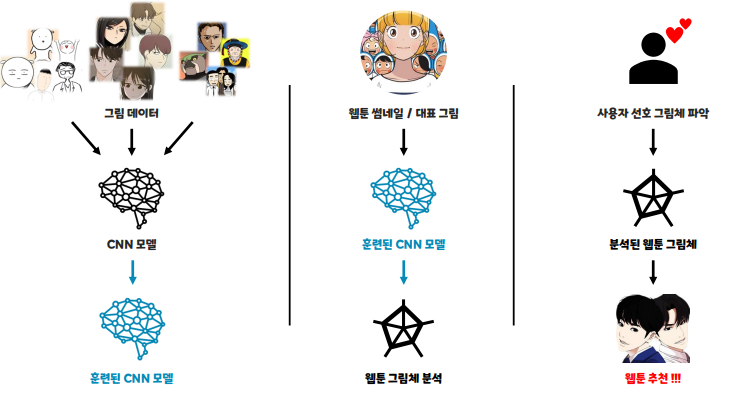 그림 데이터
CNN 모델
훈련된 CNN 모델
웹툰 썸네일 / 대표 그림
훈련된 CNN 모델
웹툰 그림체 분석
사용자 선호 그림체 파악
분석된 웹툰 그림체
웹툰 추천 !!!